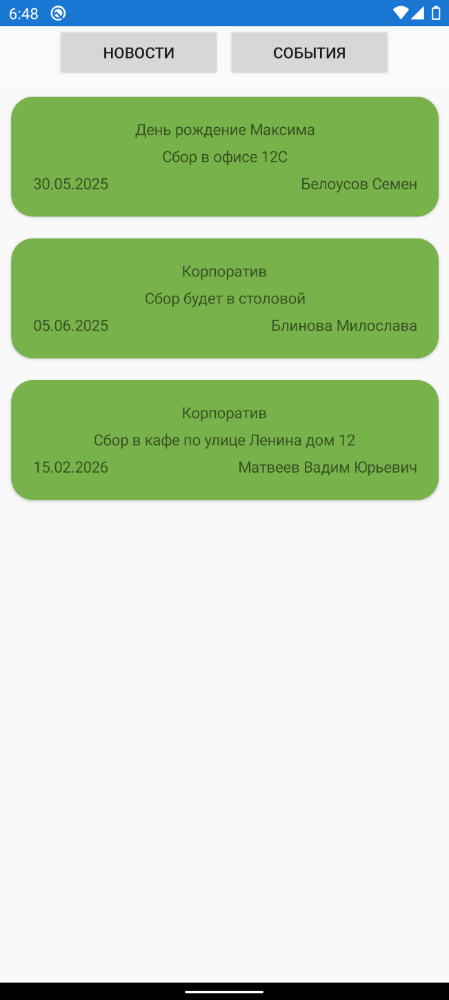 6:48
НОВОСТИ СОБЫТИЯ
День рождение Максима
Сбор в офисе 12С
30.05.2025 Белоусов Семен
Корпоратив
Сбор будет в столовой
05.06.2025 Блинова Милослава
Корпоратив
Сбор в кафе по улице Ленина дом 12
15.02.2026 Матвеев Вадим Юрьевич